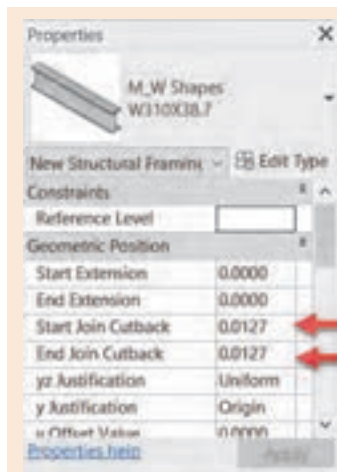 Properties
M_W Shapes
W310X38.7
New Structural Framing
Edit Type
Constraints
Reference Level
Geometric Position
Start Extension 0.0000
End Extension 0.0000
Start Join Cutback 0.0127
End Join Cutback 0.0127
yz Justification Uniform
y Justification Origin
y Offset Value 0.0000
Properties help
Apply